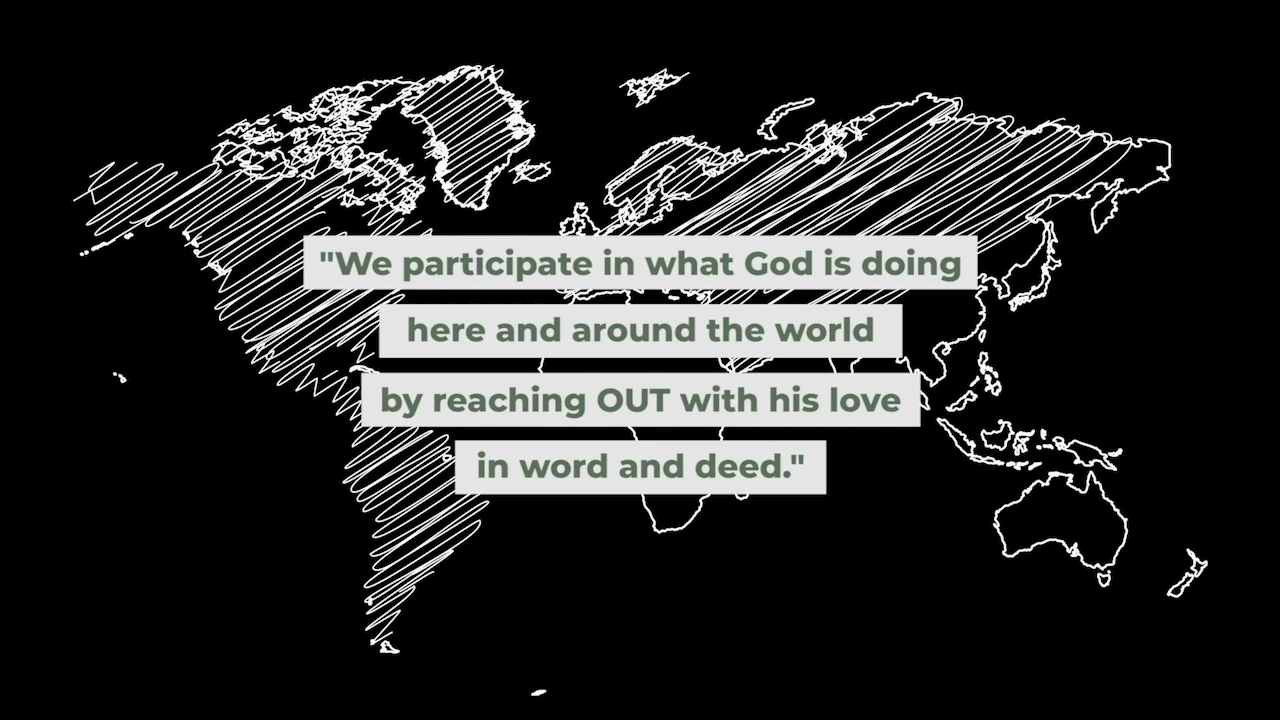 "We participate in what God is doing
here and around the world
by reaching OUT with his love
in word and deed."